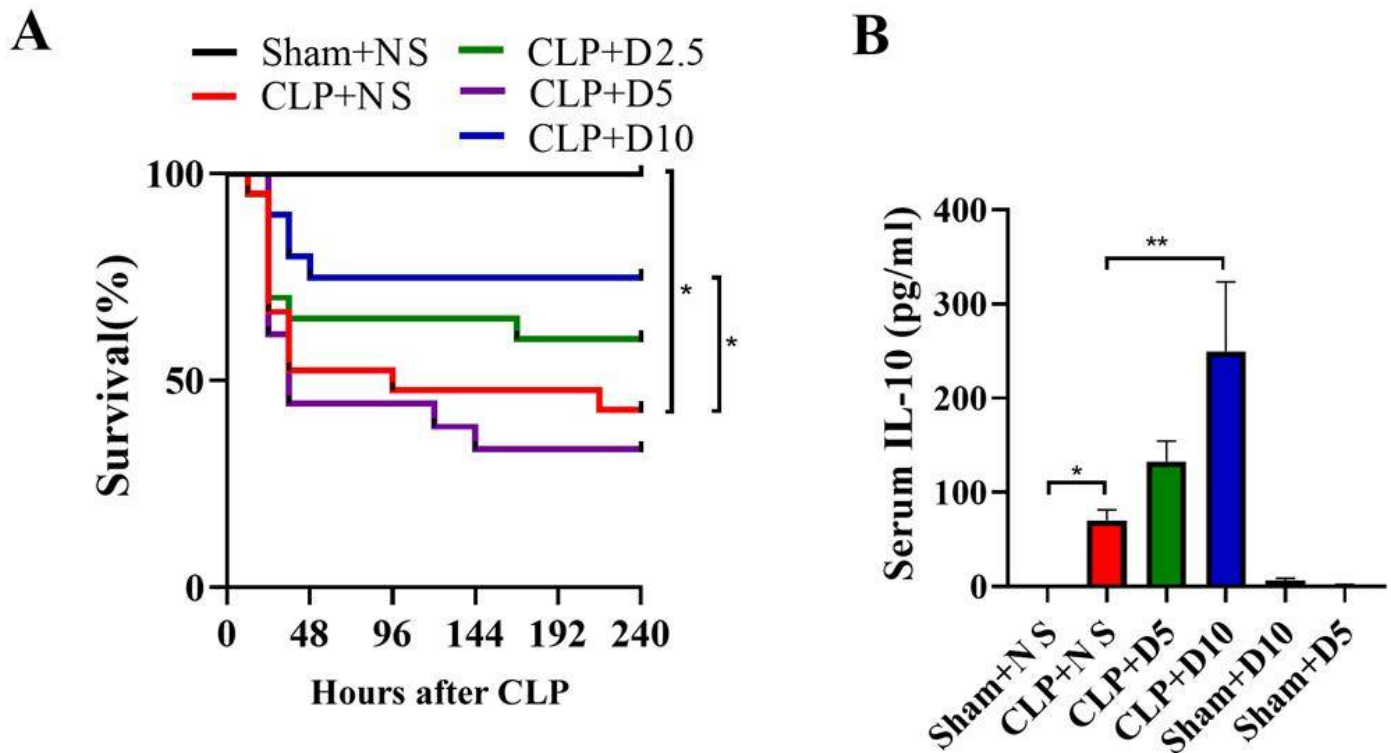 A
Sham+NS
CLP+NS
CLP+D2.5
CLP+D5
CLP+D10
Survival(%)
100
50
0
0 48 96 144 192 240
Hours after CLP
*
*
B
Serum IL-10 (pg/ml)
400
300
200
100
0
*
**
Sham+NS
CLP+NS
CLP+D5
CLP+D10
Sham+D10
Sham+D5